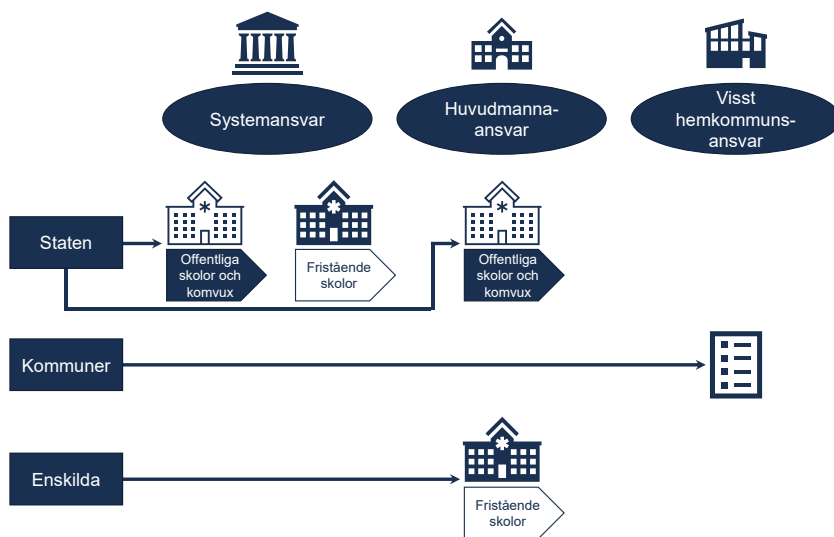 Systemansvar
Huvudmanna-
ansvar
Visst
hemkommuns-
ansvar
Staten
Offentliga
skolor och
komvux
Fristående
skolor
Offentliga
skolor och
komvux
Kommuner
Enskilda
Fristående
skolor